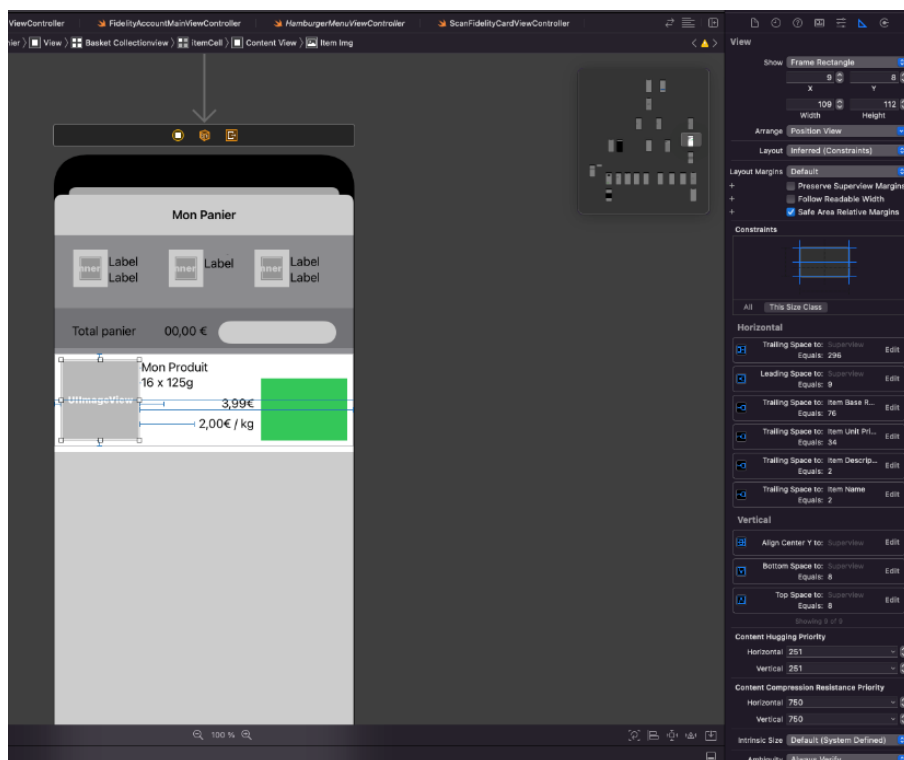 ViewController
FidelityAccountMainViewController
HamburgerMenuViewController
ScanFidelityCardViewController
nier ⟩ View ⟩ Basket Collectionview ⟩ ItemCell ⟩ Content View ⟩ Item Img
Mon Panier
nner
Label
Label
nner
Label
nner
Label
Label
Total panier 00,00 €
UIImageView
Mon Produit
16 x 125g
3,99€
2,00€ / kg
100 %
View
Show Frame Rectangle
9 8
X Y
109 112
Width Height
Arrange Position View
Layout Inferred (Constraints)
Layout Margins Default
+ Preserve Superview Margins
+ Follow Readable Width
+ Safe Area Relative Margins
Constraints
All This Size Class
Horizontal
Trailing Space to: Superview
Equals: 296 Edit
Leading Space to: Superview
Equals: 9 Edit
Trailing Space to: Item Base R...
Equals: 76 Edit
Trailing Space to: Item Unit Pri...
Equals: 34 Edit
Trailing Space to: Item Descrip...
Equals: 2 Edit
Trailing Space to: Item Name
Equals: 2 Edit
Vertical
Align Center Y to: Superview Edit
Bottom Space to: Superview
Equals: 8 Edit
Top Space to: Superview
Equals: 8 Edit
Showing 9 of 9
Content Hugging Priority
Horizontal 251
Vertical 251
Content Compression Resistance Priority
Horizontal 750
Vertical 750
Intrinsic Size Default (System Defined)
Ambiguity Always Verify